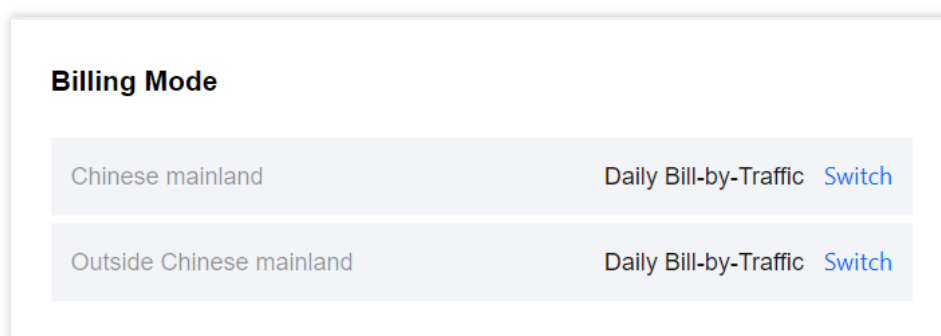 Billing Mode
Chinese mainland Daily Bill-by-Traffic Switch
Outside Chinese mainland Daily Bill-by-Traffic Switch